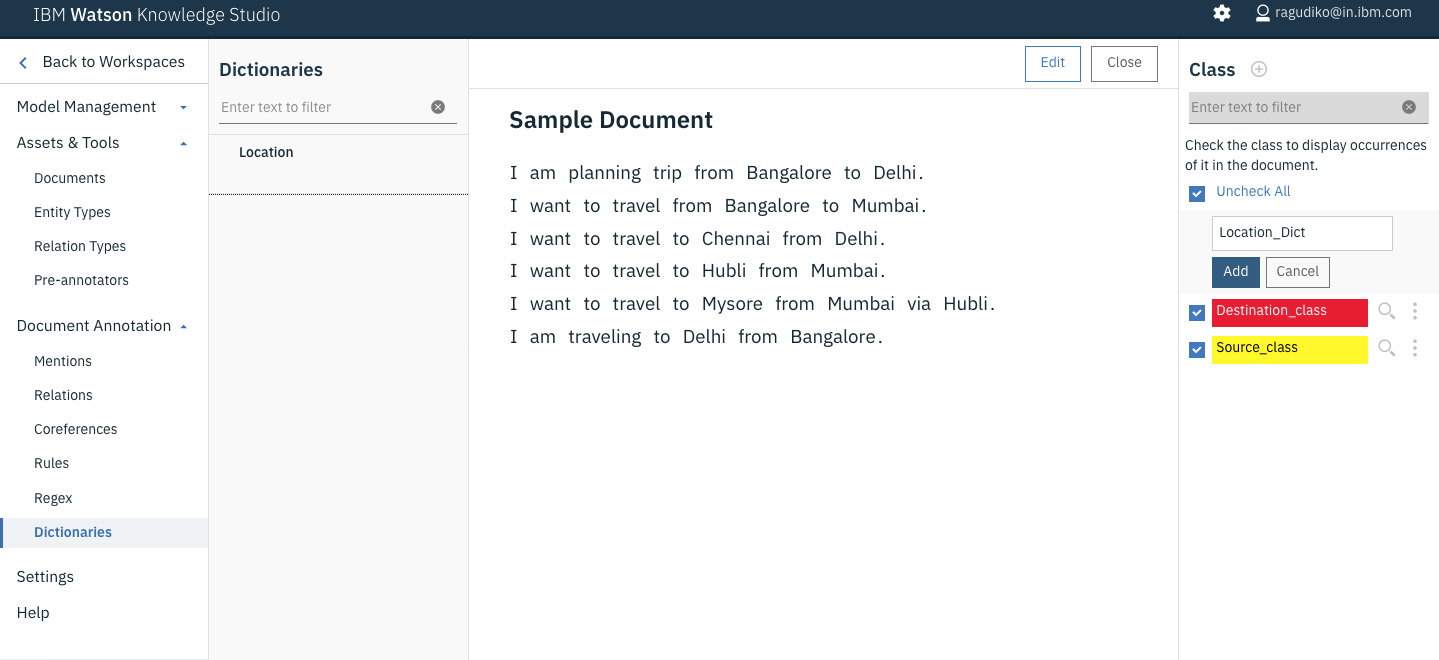 IBM Watson Knowledge Studio
ragudiko@in.ibm.com
Back to Workspaces
Model Management
Assets & Tools
Documents
Entity Types
Relation Types
Pre-annotators
Document Annotation
Mentions
Relations
Coreferences
Rules
Regex
Dictionaries
Settings
Help
Dictionaries
Enter text to filter
Location
Edit
Close
Sample Document
I am planning trip from Bangalore to Delhi.
I want to travel from Bangalore to Mumbai.
I want to travel to Chennai from Delhi.
I want to travel to Hubli from Mumbai.
I want to travel to Mysore from Mumbai via Hubli.
I am traveling to Delhi from Bangalore.
Class
Enter text to filter
Check the class to display occurrences
of it in the document.
Uncheck All
Location_Dict
Add
Cancel
Destination_class
Source_class